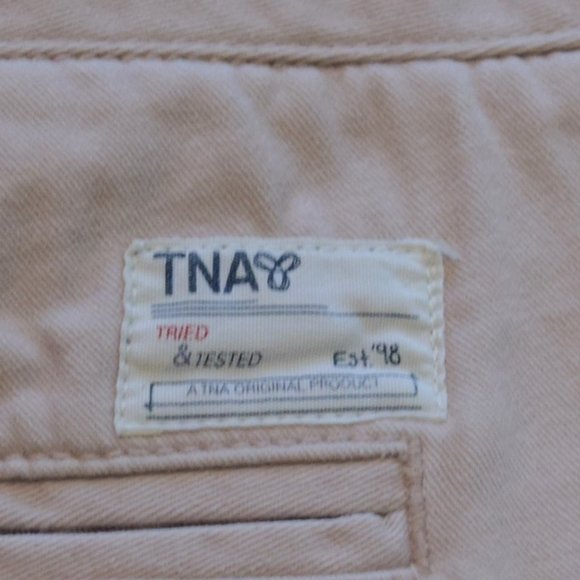 TNA
TRIED
& TESTED Est. '98
A TNA ORIGINAL PRODUCT